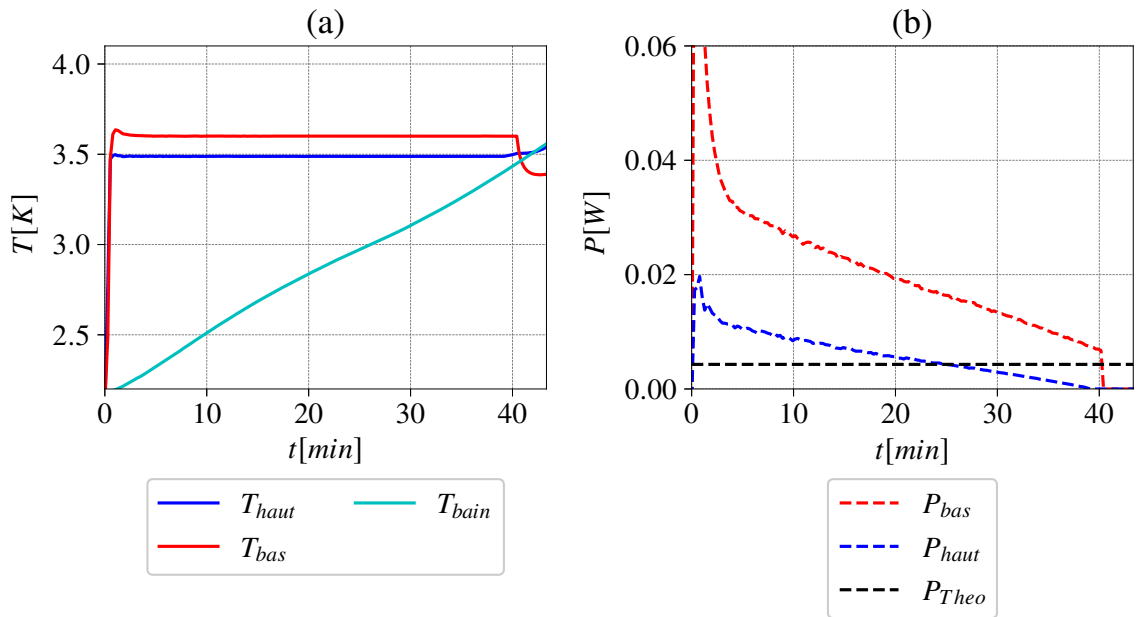 (a)
4.0
3.5
3.0
2.5
T[K]
0 10 20 30 40
t[min]
T_haut
T_bain
T_bas
(b)
0.06
0.04
0.02
0.00
P[W]
0 10 20 30 40
t[min]
P_bas
P_haut
P_Theo